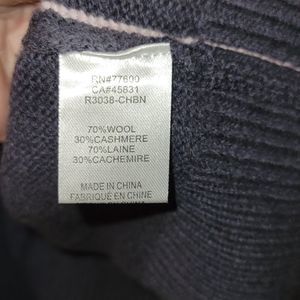 RN#77600
CA#45831
R3038-CHBN
70%WOOL
30%CASHMERE
70%LAINE
30%CACHEMIRE
MADE IN CHINA
FABRIQUÉ EN CHINE